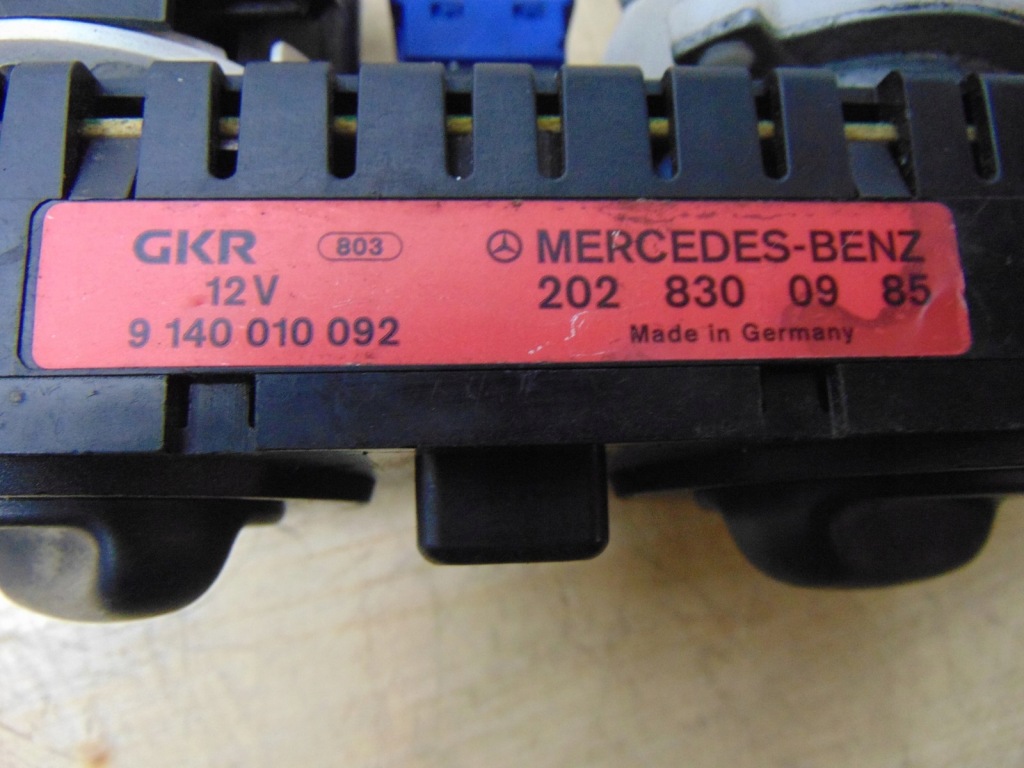 GKR 803
12V
9 140 010 092
MERCEDES-BENZ
202 830 09 85
Made in Germany